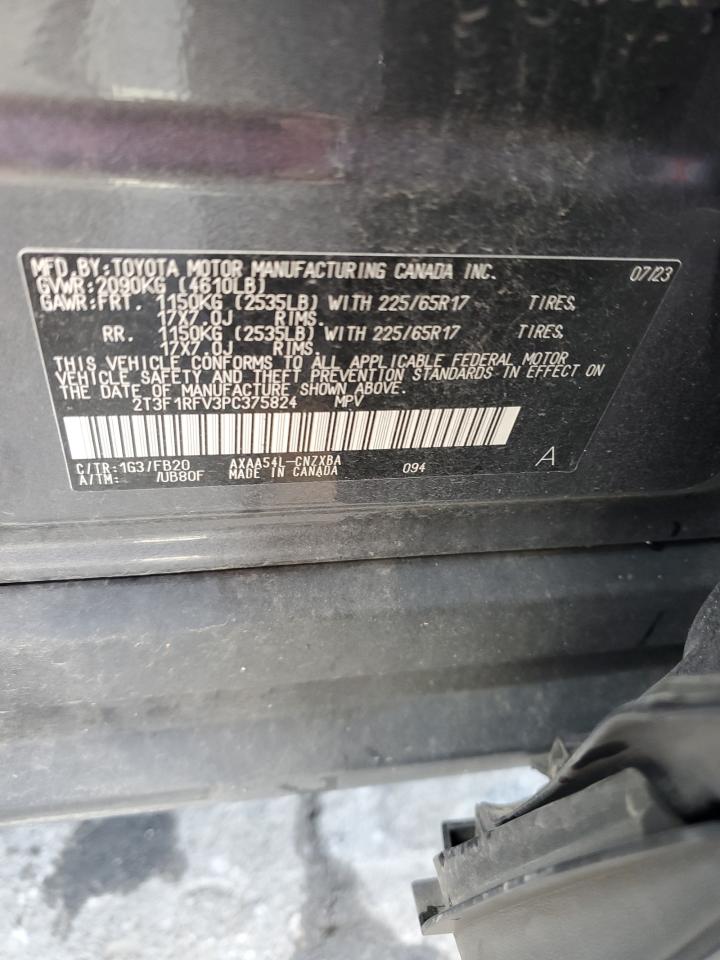 MFD. BY: TOYOTA MOTOR MANUFACTURING CANADA INC. 07/23
GVWR: 2090KG (4610LB)
GAWR: FRT. 1150KG (2535LB) WITH 225/65R17 TIRES,
17X7.0J RIMS.
RR. 1150KG (2535LB) WITH 225/65R17 TIRES,
17X7.0J RIMS.
THIS VEHICLE CONFORMS TO ALL APPLICABLE FEDERAL MOTOR
VEHICLE SAFETY AND THEFT PREVENTION STANDARDS IN EFFECT ON
THE DATE OF MANUFACTURE SHOWN ABOVE.
2T3F1RFV3PC375824 MPV
C/TR: 1G3/FB20 AXAA54L-CNZXBA 094 A
A/TM: /UB80F MADE IN CANADA